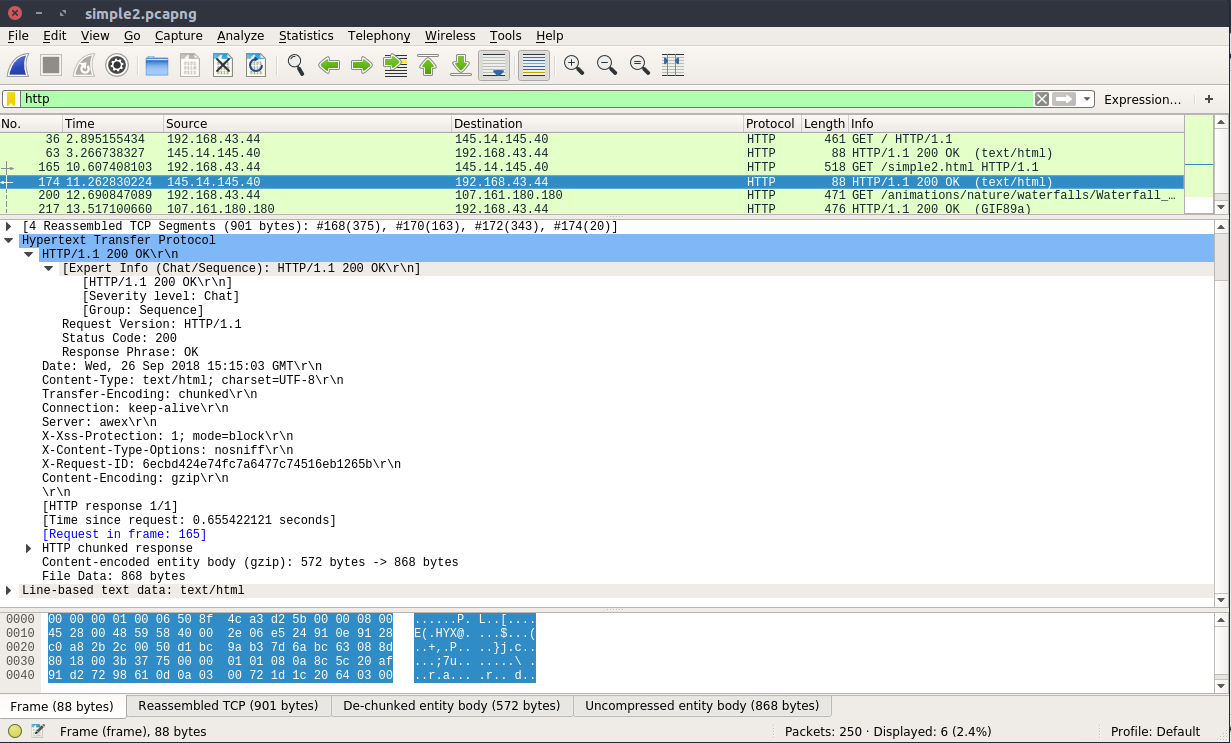 simple2.pcapng
File Edit View Go Capture Analyze Statistics Telephony Wireless Tools Help
http Expression… +
No. Time Source Destination Protocol Length Info
36 2.895155434 192.168.43.44 145.14.145.40 HTTP 461 GET / HTTP/1.1
63 3.266738327 145.14.145.40 192.168.43.44 HTTP 88 HTTP/1.1 200 OK (text/html)
165 10.607408103 192.168.43.44 145.14.145.40 HTTP 518 GET /simple2.html HTTP/1.1
174 11.262830224 145.14.145.40 192.168.43.44 HTTP 88 HTTP/1.1 200 OK (text/html)
200 12.690847089 192.168.43.44 107.161.180.180 HTTP 471 GET /animations/nature/waterfalls/Waterfall_…
217 13.517100660 107.161.180.180 192.168.43.44 HTTP 476 HTTP/1.1 200 OK (GIF89a)
[4 Reassembled TCP Segments (901 bytes): #168(375), #170(163), #172(343), #174(20)]
Hypertext Transfer Protocol
HTTP/1.1 200 OK\r\n
[Expert Info (Chat/Sequence): HTTP/1.1 200 OK\r\n]
[HTTP/1.1 200 OK\r\n]
[Severity level: Chat]
[Group: Sequence]
Request Version: HTTP/1.1
Status Code: 200
Response Phrase: OK
Date: Wed, 26 Sep 2018 15:15:03 GMT\r\n
Content-Type: text/html; charset=UTF-8\r\n
Transfer-Encoding: chunked\r\n
Connection: keep-alive\r\n
Server: awex\r\n
X-Xss-Protection: 1; mode=block\r\n
X-Content-Type-Options: nosniff\r\n
X-Request-ID: 6ecbd424e74fc7a6477c74516eb1265b\r\n
Content-Encoding: gzip\r\n
\r\n
[HTTP response 1/1]
[Time since request: 0.655422121 seconds]
[Request in frame: 165]
HTTP chunked response
Content-encoded entity body (gzip): 572 bytes -> 868 bytes
File Data: 868 bytes
Line-based text data: text/html
0000 00 00 00 01 00 06 50 8f 4c a3 d2 5b 00 00 08 00 ......P. L..[....
0010 45 28 00 48 59 58 40 00 2e 06 e5 24 91 0e 91 28 E(.HYX@. ...$...(
0020 c0 a8 2b 2c 00 50 d1 bc 9a b3 7d 6a bc 63 08 8d ..+,.P.. ..}j.c..
0030 80 18 00 3b 37 75 00 00 01 01 08 0a 8c 5c 20 af ...;7u.. .....\ .
0040 91 d2 72 98 61 0d 0a 03 00 72 1d 1c 20 64 03 00 ..r.a... .r.. d..
Frame (88 bytes) Reassembled TCP (901 bytes) De-chunked entity body (572 bytes) Uncompressed entity body (868 bytes)
Frame (frame), 88 bytes Packets: 250 · Displayed: 6 (2.4%) Profile: Default